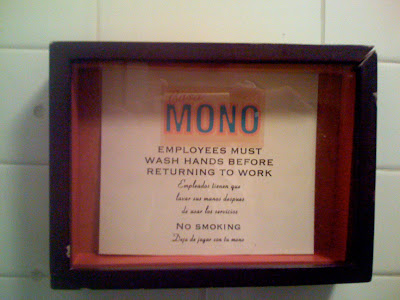 MONO
EMPLOYEES MUST
WASH HANDS BEFORE
RETURNING TO WORK
Empleados tienen que
lavar sus manos despues
de usar los servicios
NO SMOKING
Deja de jugar con tu mono